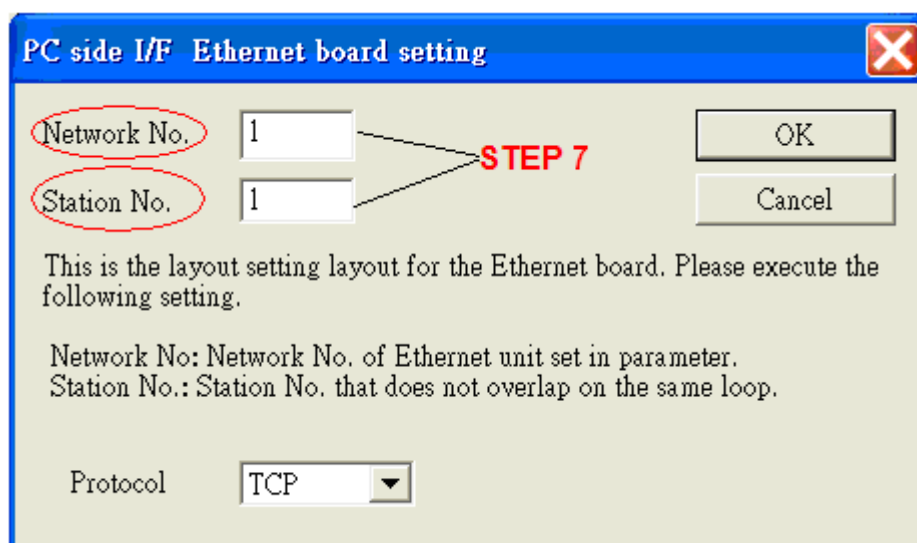 PC side I/F Ethernet board setting
Network No. 1
OK
STEP 7
Station No. 1
Cancel
This is the layout setting layout for the Ethernet board. Please execute the
following setting.
Network No: Network No. of Ethernet unit set in parameter.
Station No.: Station No. that does not overlap on the same loop.
Protocol TCP